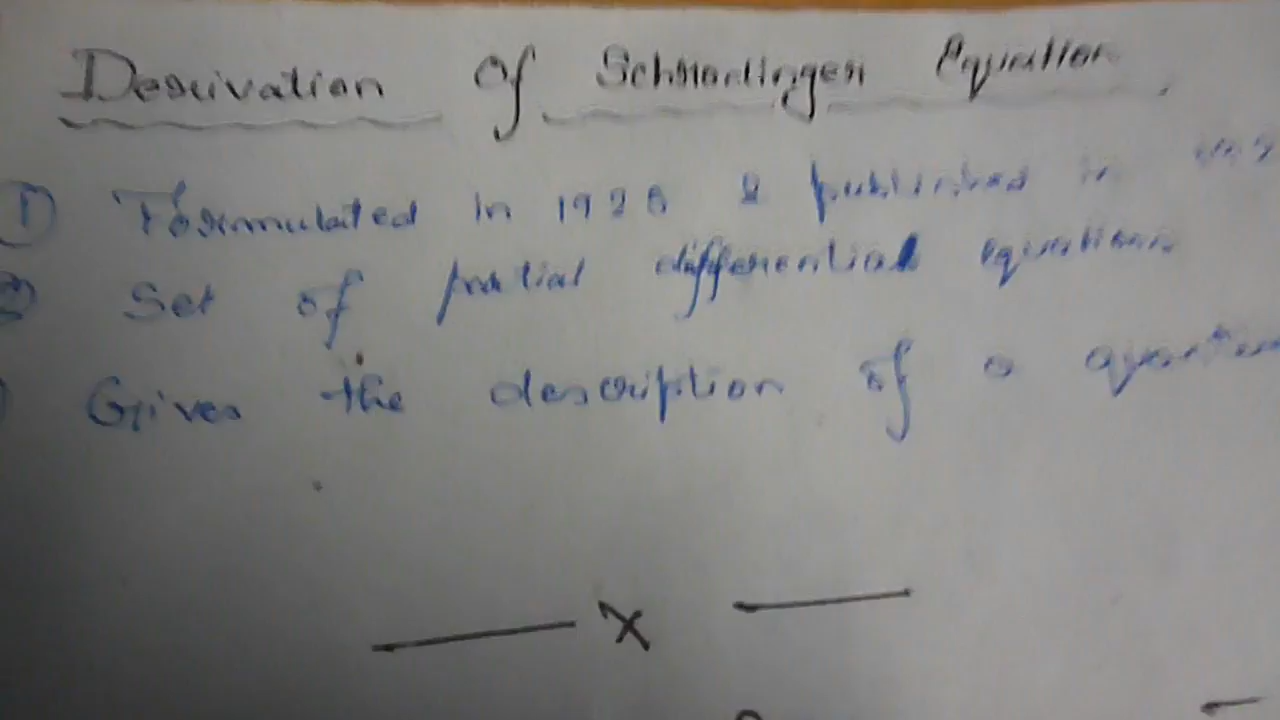 Derivation Of Schrodinger Equation.
① Formulated in 1925 & published in
② Set of partial differential equations
Gives the description of a
X